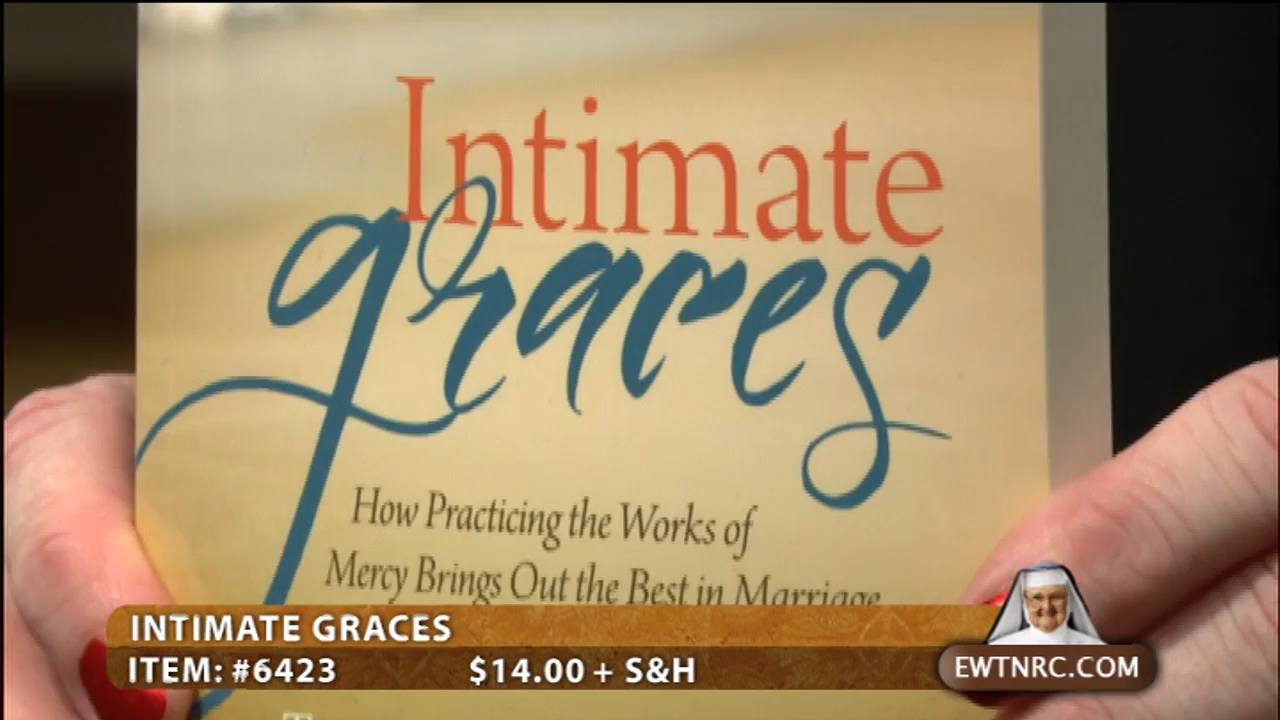 Intimate
graces
How Practicing the Works of
Mercy Brings Out the Best in Marriage
INTIMATE GRACES
ITEM: #6423 $14.00 + S&H
EWTNRC.COM